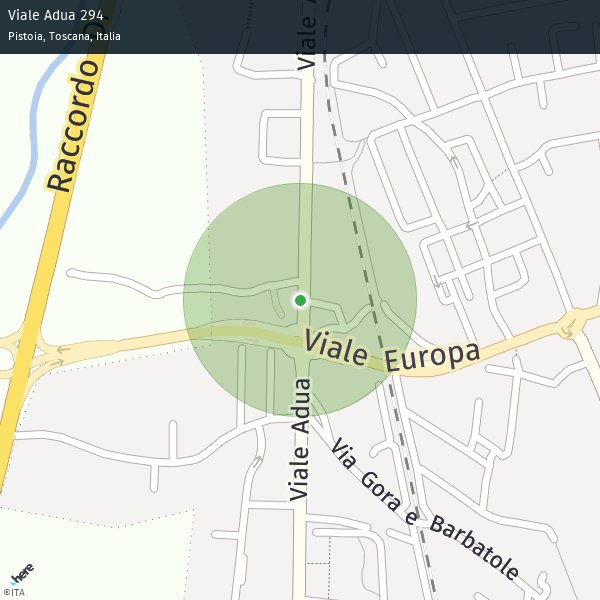 Viale Adua 294
Pistoia, Toscana, Italia
Raccordo
Viale
Viale Europa
Viale Adua
Via Gora e Barbatole
here
©ITA